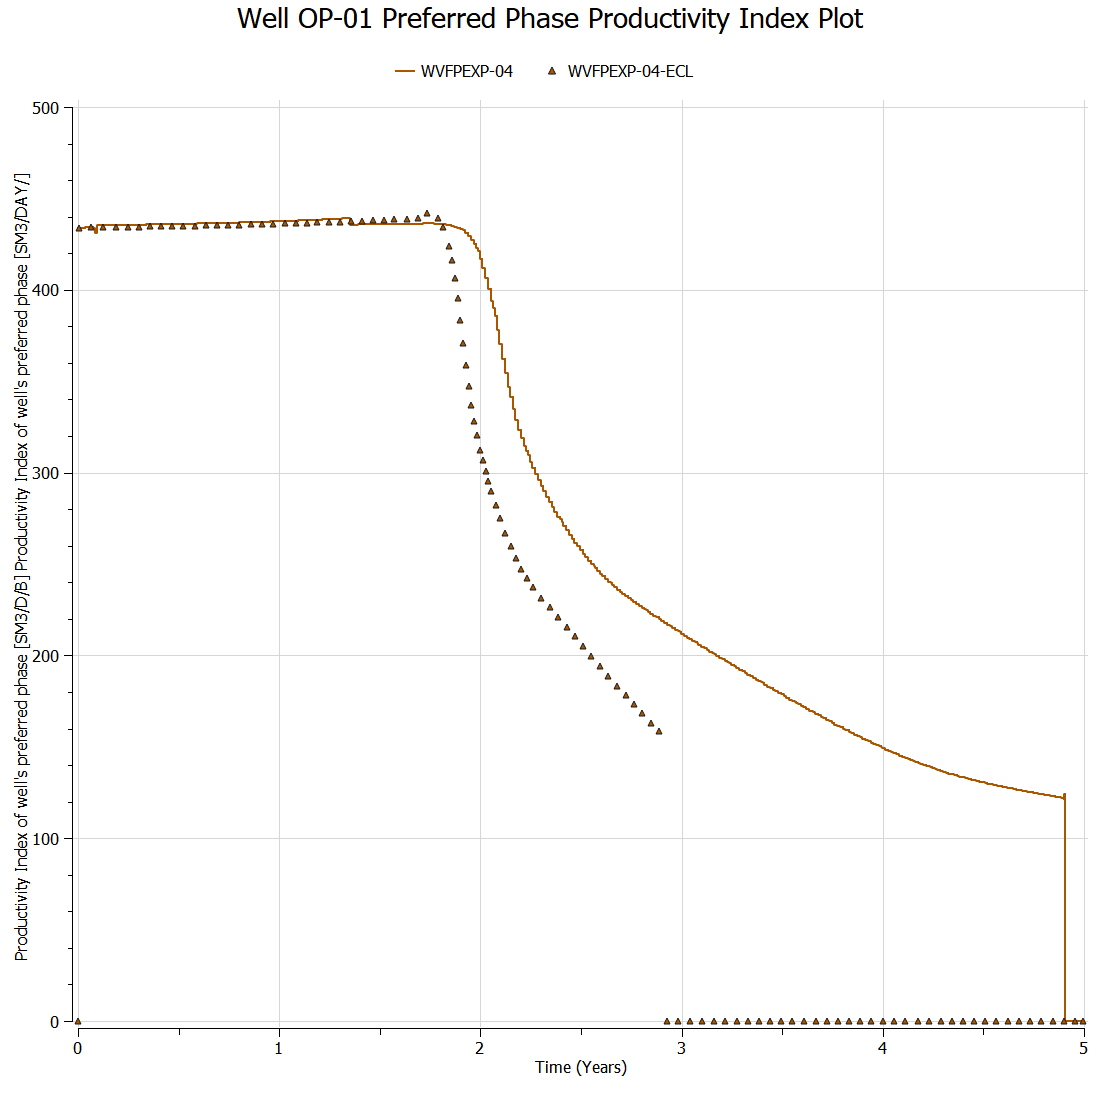 Well OP-01 Preferred Phase Productivity Index Plot
WVFPEXP-04
WVFPEXP-04-ECL
Productivity Index of well's preferred phase [SM3/D/B] Productivity Index of well's preferred phase [SM3/DAY/]
500
400
300
200
100
0
0
1
2
3
4
5
Time (Years)